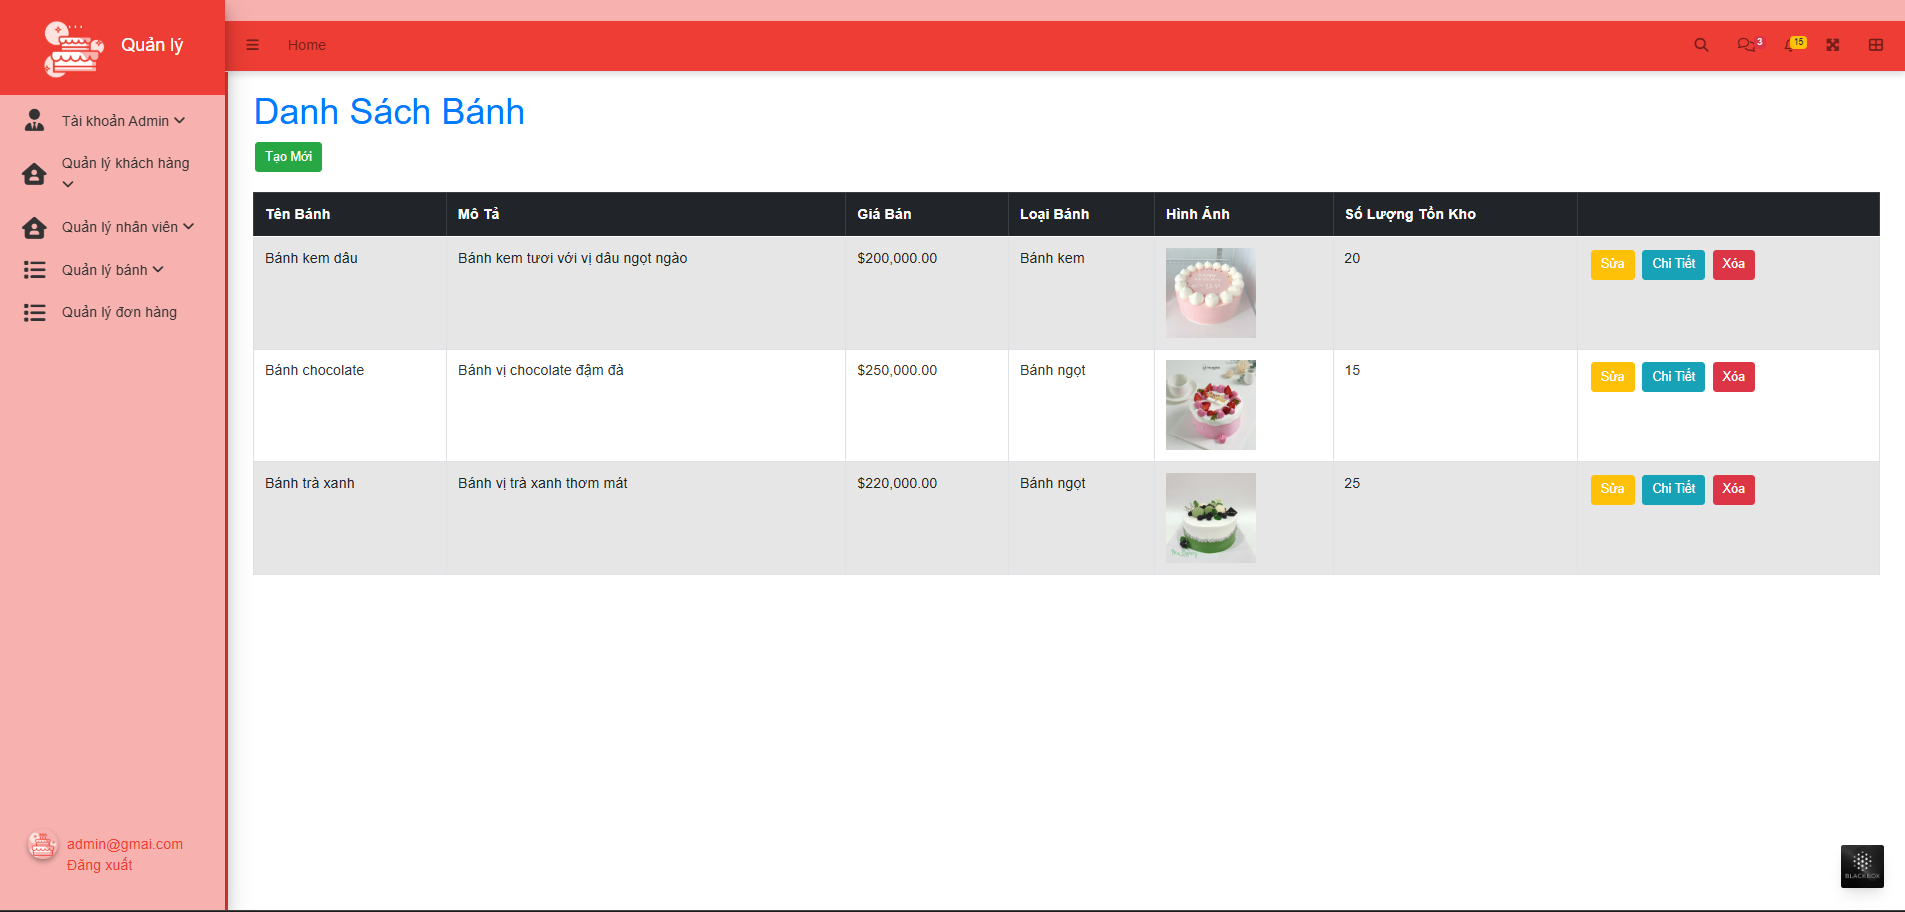 Quản lý
Home
3
15
Tài khoản Admin
Quản lý khách hàng
Quản lý nhân viên
Quản lý bánh
Quản lý đơn hàng
Danh Sách Bánh
Tạo Mới
Tên Bánh Mô Tả Giá Bán Loại Bánh Hình Ảnh Số Lượng Tồn Kho
Bánh kem dâu Bánh kem tươi với vị dâu ngọt ngào $200,000.00 Bánh kem 20 Sửa Chi Tiết Xóa
Bánh chocolate Bánh vị chocolate đậm đà $250,000.00 Bánh ngọt 15 Sửa Chi Tiết Xóa
Bánh trà xanh Bánh vị trà xanh thơm mát $220,000.00 Bánh ngọt 25 Sửa Chi Tiết Xóa
admin@gmai.com
Đăng xuất
BLACKBOX